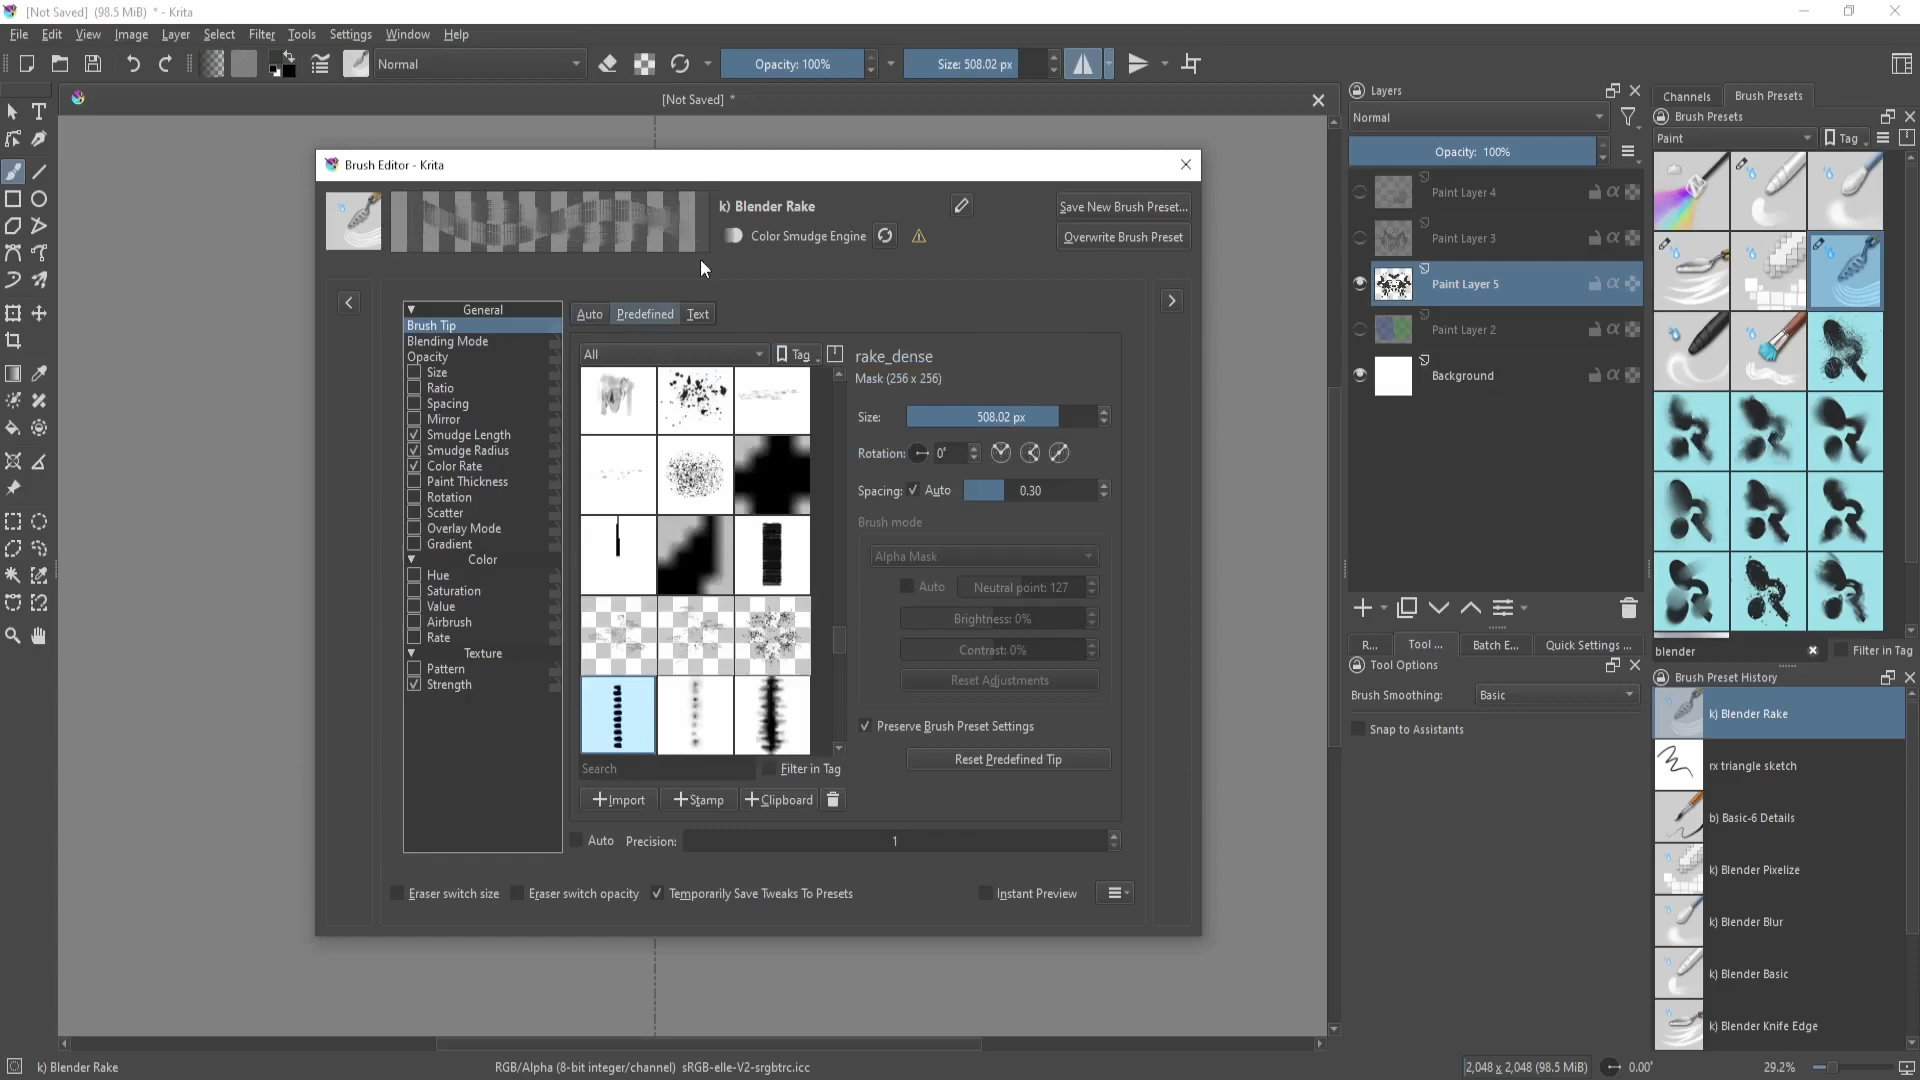 [Not Saved]  (98.5 MiB)  * - Krita
File Edit View Image Layer Select Filter Tools Settings Window Help
Normal
Opacity: 100%
Size: 508.02 px
[Not Saved]  *
Brush Editor - Krita
k) Blender Rake
Color Smudge Engine
Save New Brush Preset...
Overwrite Brush Preset
General
Brush Tip
Blending Mode
Opacity
Size
Ratio
Spacing
Mirror
Smudge Length
Smudge Radius
Color Rate
Paint Thickness
Rotation
Scatter
Overlay Mode
Gradient
Color
Hue
Saturation
Value
Airbrush
Rate
Texture
Pattern
Strength
Auto Predefined Text
All
Tag
rake_dense
Mask (256 x 256)
Size: 508.02 px
Rotation: 0°
Spacing: Auto 0.30
Brush mode
Alpha Mask
Auto Neutral point: 127
Brightness: 0%
Contrast: 0%
Reset Adjustments
Preserve Brush Preset Settings
Reset Predefined Tip
Search
Filter in Tag
Import Stamp Clipboard
Auto Precision: 1
Eraser switch size Eraser switch opacity Temporarily Save Tweaks To Presets Instant Preview
Layers
Normal
Opacity: 100%
Paint Layer 4
Paint Layer 3
Paint Layer 5
Paint Layer 2
Background
R... Tool ... Batch E... Quick Settings ...
Tool Options
Brush Smoothing: Basic
Snap to Assistants
Channels Brush Presets
Brush Presets
Paint
Tag
blender
Filter in Tag
Brush Preset History
k) Blender Rake
rx triangle sketch
b) Basic-6 Details
k) Blender Pixelize
k) Blender Blur
k) Blender Basic
k) Blender Knife Edge
k) Blender Rake
RGB/Alpha (8-bit integer/channel)  sRGB-elle-V2-srgbtrc.icc
2,048 x 2,048 (98.5 MiB)
0.00°
29.2%